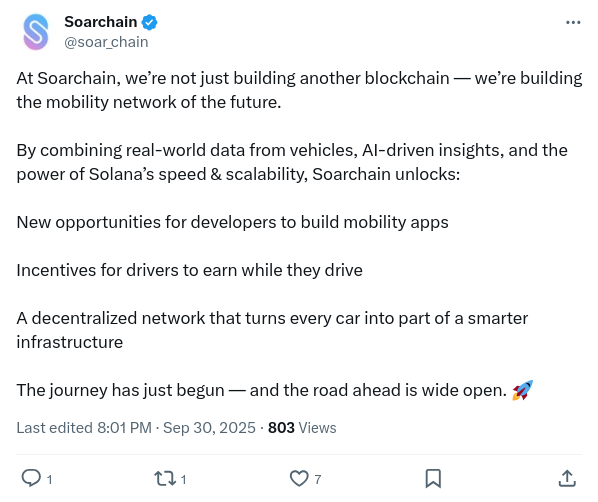 Soarchain
@soar_chain
At Soarchain, we’re not just building another blockchain — we’re building
the mobility network of the future.
By combining real-world data from vehicles, AI-driven insights, and the
power of Solana’s speed & scalability, Soarchain unlocks:
New opportunities for developers to build mobility apps
Incentives for drivers to earn while they drive
A decentralized network that turns every car into part of a smarter
infrastructure
The journey has just begun — and the road ahead is wide open. 🚀
Last edited 8:01 PM · Sep 30, 2025 · 803 Views
1 1 7